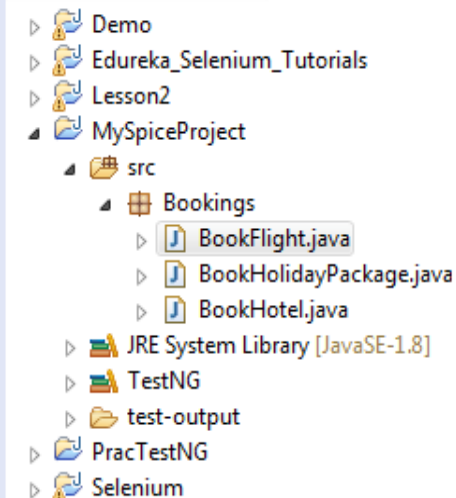 Demo
Edureka_Selenium_Tutorials
Lesson2
MySpiceProject
src
Bookings
BookFlight.java
BookHolidayPackage.java
BookHotel.java
JRE System Library [JavaSE-1.8]
TestNG
test-output
PracTestNG
Selenium